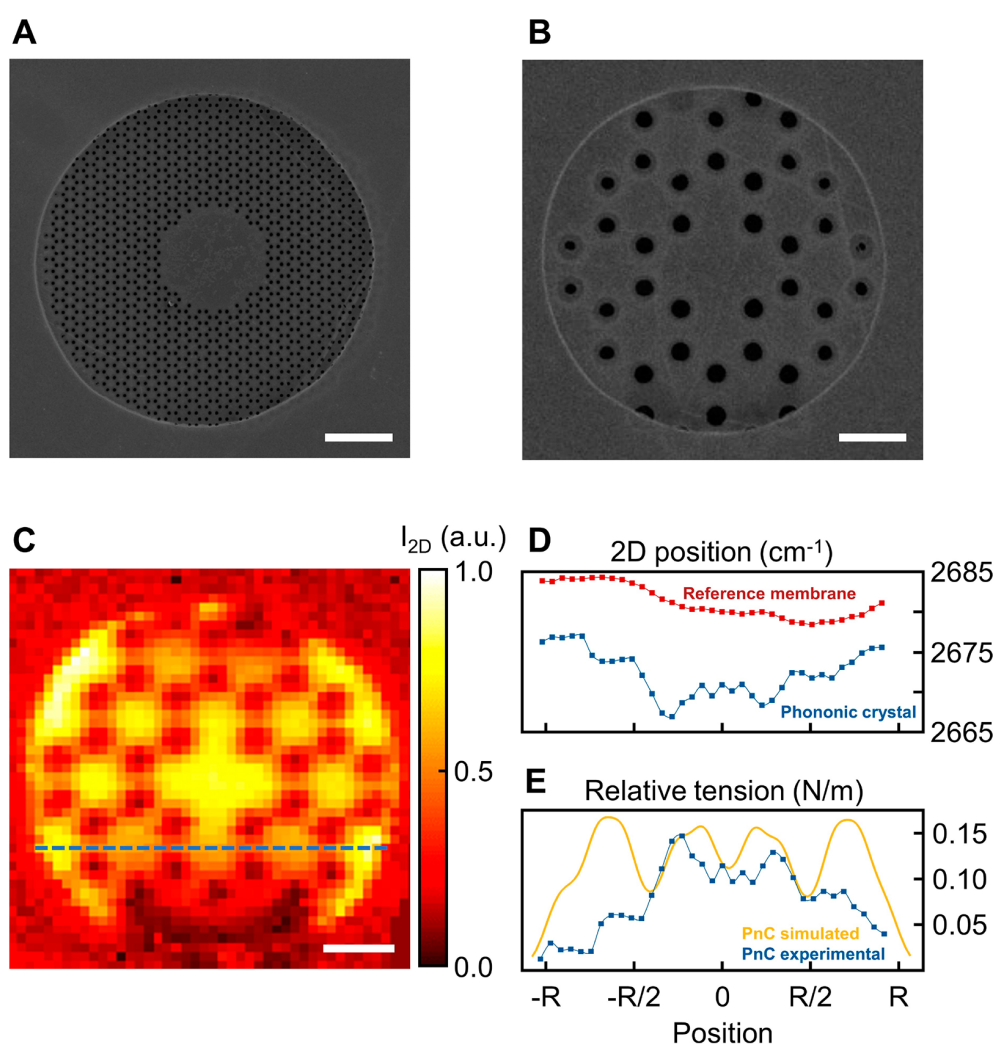 A
B
C
I2D (a.u.)
1.0
0.5
0.0
D
2D position (cm-1)
Reference membrane
Phononic crystal
2685
2675
2665
E
Relative tension (N/m)
0.15
0.10
0.05
PnC simulated
PnC experimental
-R
-R/2
0
R/2
R
Position